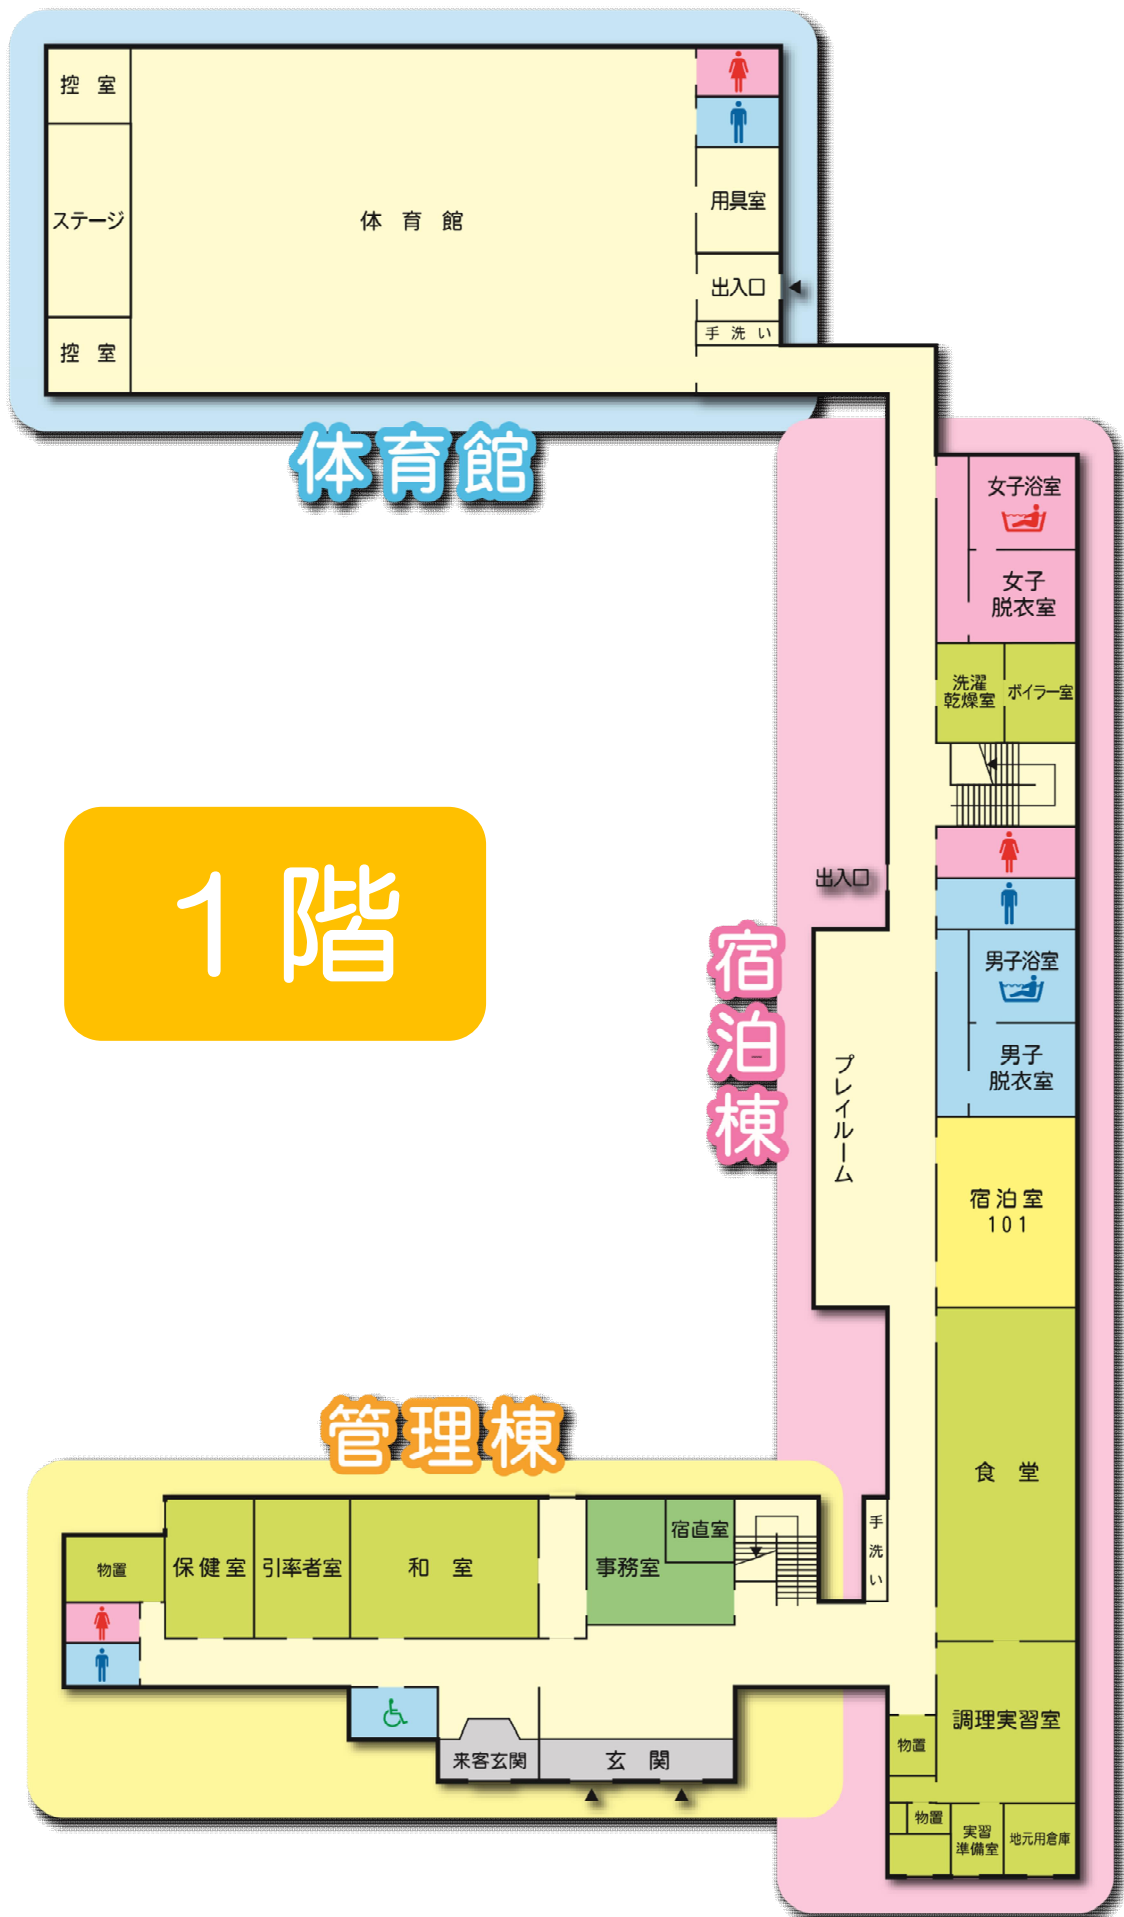 控 室
ステージ
控 室
体 育 館
用具室
出入口
手 洗 い
体育館
女子浴室
女子
脱衣室
洗濯
乾燥室
ボイラー室
1階
出入口
宿泊棟
男子浴室
男子
脱衣室
プレイルーム
宿泊室
101
食 堂
管理棟
物置
保健室
引率者室
和 室
事務室
宿直室
手洗い
来客玄関
玄 関
調理実習室
物置
物置
実習
準備室
地元用倉庫